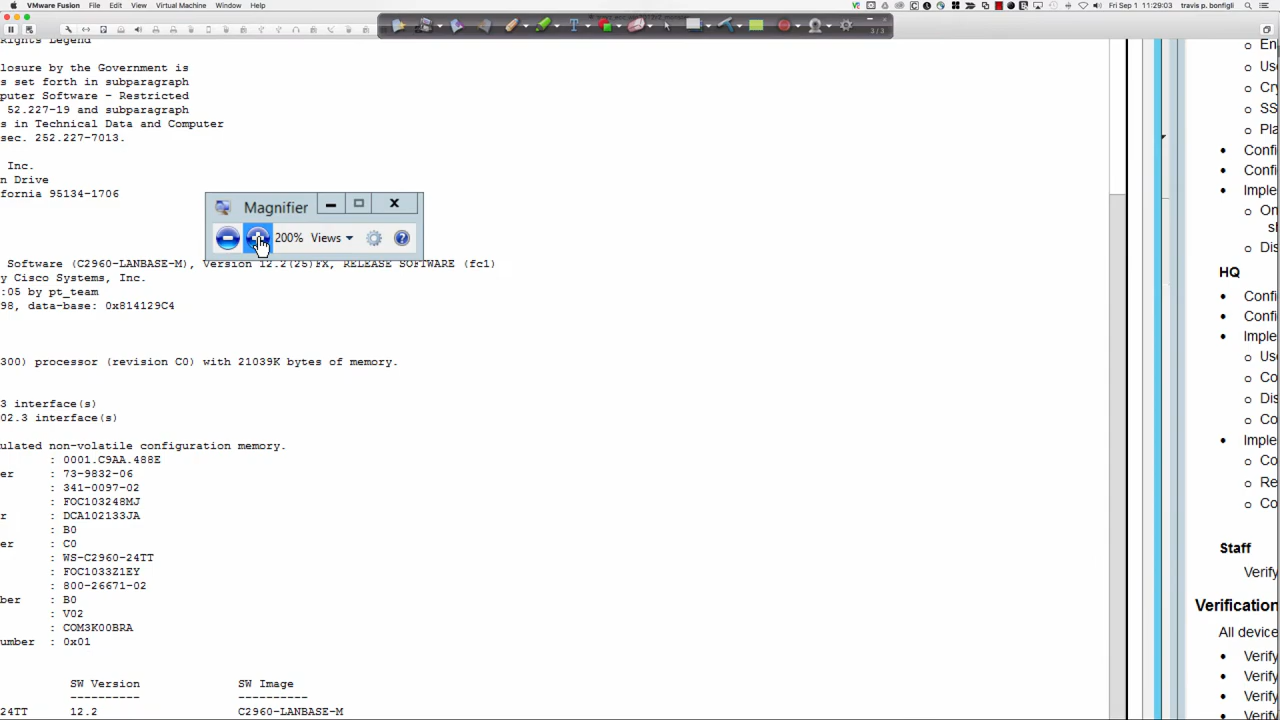 VMware Fusion File Edit View Virtual Machine Window Help
Fri Sep 1 11:29:03 travis p. bonfigli
3/3
Rights Legend
losure by the Government is
s set forth in subparagraph
puter Software - Restricted
52.227-19 and subparagraph
s in Technical Data and Computer
sec. 252.227-7013.
Inc.
n Drive
fornia 95134-1706
Magnifier
200% Views
Software (C2960-LANBASE-M), Version 12.2(25)FX, RELEASE SOFTWARE (fc1)
y Cisco Systems, Inc.
:05 by pt_team
98, data-base: 0x814129C4
300) processor (revision C0) with 21039K bytes of memory.
3 interface(s)
02.3 interface(s)
ulated non-volatile configuration memory.
: 0001.C9AA.488E
er : 73-9832-06
: 341-0097-02
: FOC103248MJ
r : DCA102133JA
: B0
er : C0
: WS-C2960-24TT
: FOC1033Z1EY
: 800-26671-02
ber : B0
: V02
: COM3K00BRA
umber : 0x01
SW Version SW Image
---------- ----------
24TT 12.2 C2960-LANBASE-M
o En
o Use
o Cry
o SS
o Pla
• Confi
• Confi
• Imple
o On
sl
o Dis
HQ
• Confi
• Confi
• Imple
o Use
o Co
o Dis
o Co
• Imple
o Co
o Re
o Co
Staff
Verify
Verification
All device
• Verify
• Verify
• Verify
• Verify